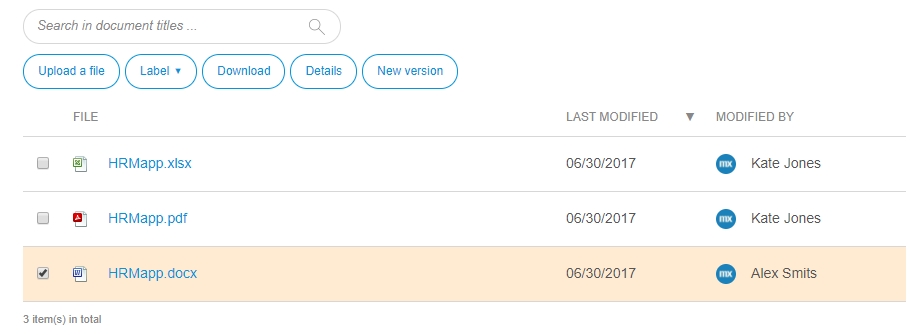 Search in document titles ...
Upload a file Label ▼ Download Details New version
FILE LAST MODIFIED ▼ MODIFIED BY
HRMapp.xlsx 06/30/2017 mx Kate Jones
HRMapp.pdf 06/30/2017 mx Kate Jones
HRMapp.docx 06/30/2017 mx Alex Smits
3 item(s) in total